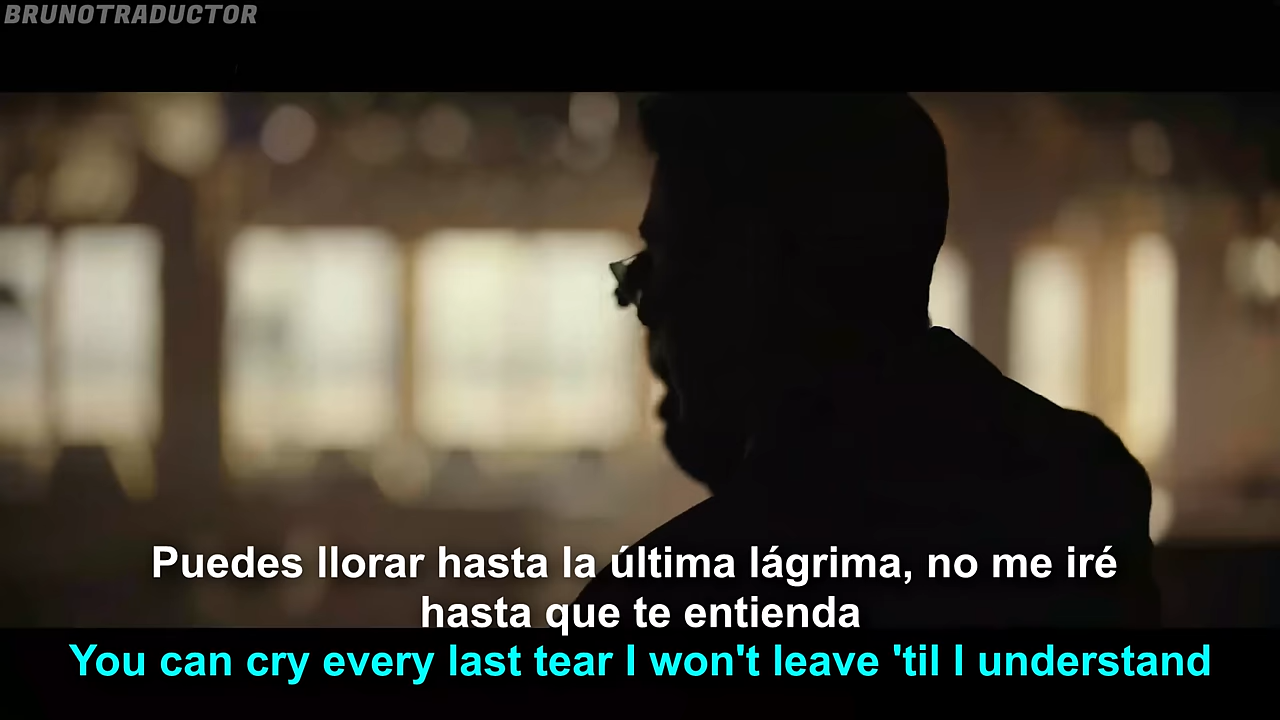 BRUNOTRADUCTOR
Puedes llorar hasta la última lágrima, no me iré
hasta que te entienda
You can cry every last tear I won't leave 'til I understand